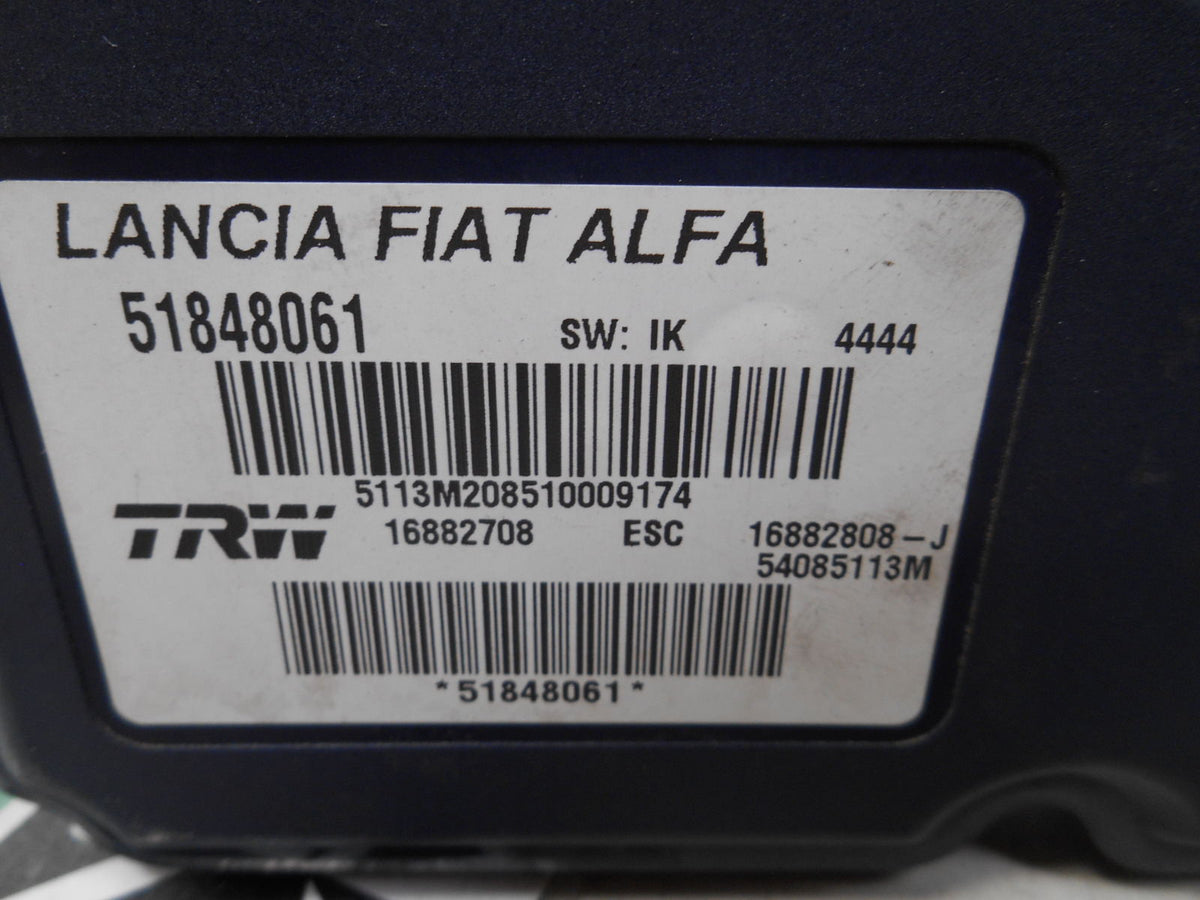 LANCIA FIAT ALFA
51848061 SW: IK 4444
5113M208510009174
TRW 16882708 ESC 16882808-J
54085113M
*51848061*